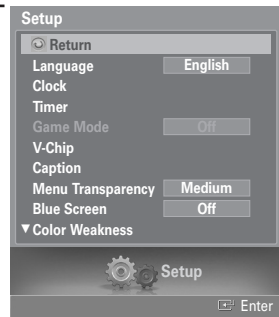 Setup
Return
Language English
Clock
Timer
Game Mode Off
V-Chip
Caption
Menu Transparency Medium
Blue Screen Off
▼ Color Weakness
Setup
Enter